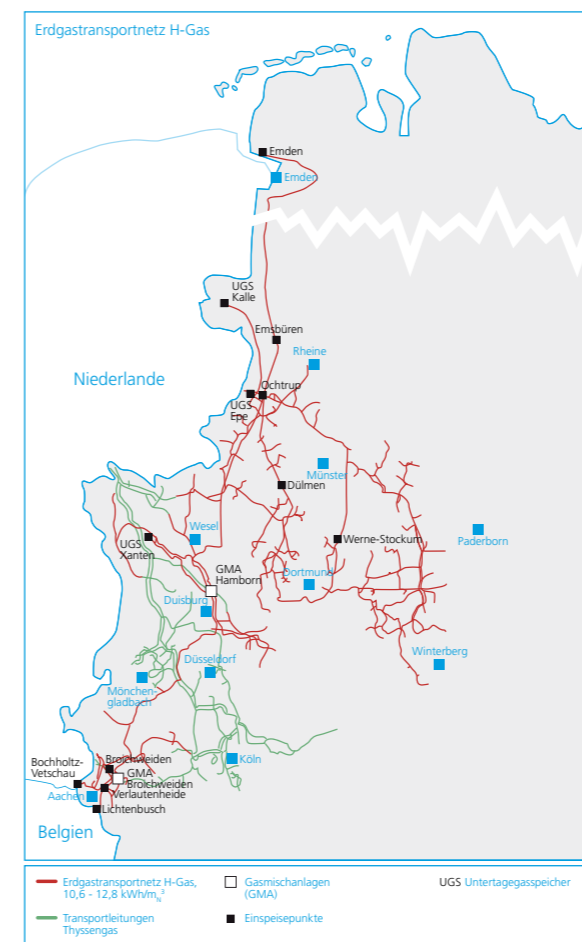 Erdgastransportnetz H-Gas
Emden
Emden
UGS
Kalle
Emsbüren
Rheine
Niederlande
Ochtrup
UGS
Epe
Münster
Dülmen
Wesel
Werne-Stockum
Paderborn
UGS
Xanten
GMA
Hamborn
Dortmund
Duisburg
Düsseldorf
Winterberg
Mönchen-
gladbach
Köln
Broichweiden
Bochholtz-
Vetschau
GMA
Broichweiden
Verlautenheide
Aachen
Lichtenbusch
Belgien
Erdgastransportnetz H-Gas,
10,6 - 12,8 kWh/mN³
Gasmischanlagen
(GMA)
UGS Untertagegasspeicher
Transportleitungen
Thyssengas
Einspeisepunkte